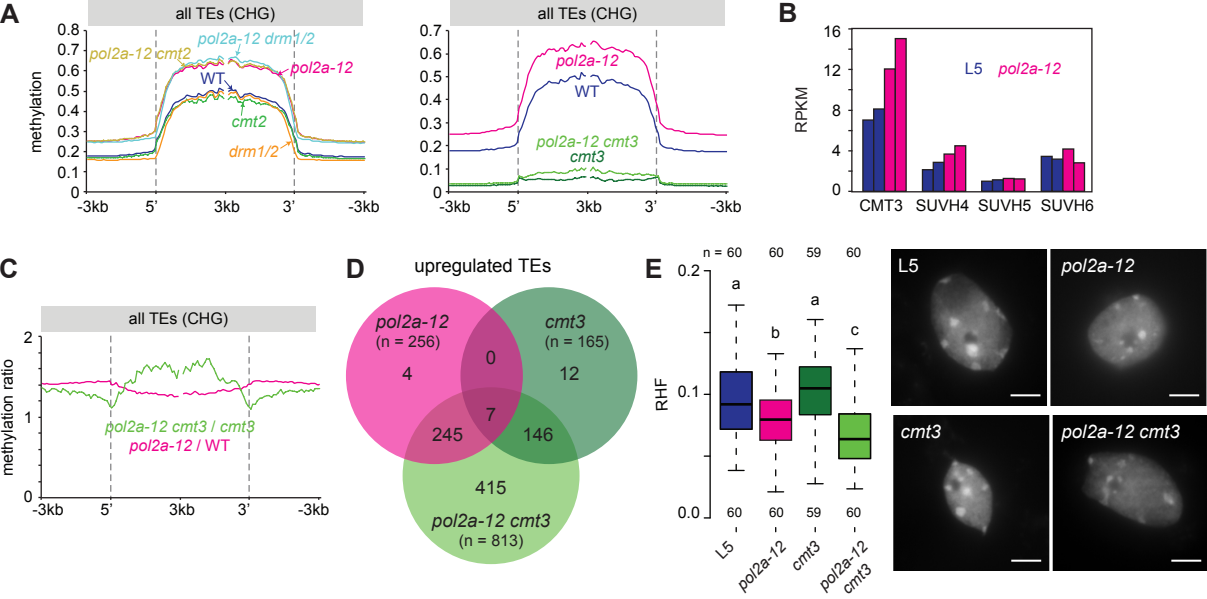 A
all TEs (CHG)
methylation
0.8
0.7
0.6
0.5
0.4
0.3
0.2
0.1
0
pol2a-12 cmt2
pol2a-12 drm1/2
pol2a-12
WT
cmt2
drm1/2
-3kb
5'
3kb
3'
-3kb
all TEs (CHG)
0.7
0.6
0.5
0.4
0.3
0.2
0.1
0
pol2a-12
WT
pol2a-12 cmt3
cmt3
-3kb
5'
3kb
3'
-3kb
B
RPKM
16
12
8
4
0
L5
pol2a-12
CMT3
SUVH4
SUVH5
SUVH6
C
all TEs (CHG)
methylation ratio
2
1
0
pol2a-12 cmt3 / cmt3
pol2a-12 / WT
-3kb
5'
3kb
3'
-3kb
D
upregulated TEs
pol2a-12
(n = 256)
cmt3
(n = 165)
4
0
12
7
245
146
415
pol2a-12 cmt3
(n = 813)
E
n = 60
60
59
60
RHF
0.2
0.1
0.0
a
b
a
c
60
60
59
60
L5
pol2a-12
cmt3
pol2a-12
cmt3
L5
pol2a-12
cmt3
pol2a-12 cmt3